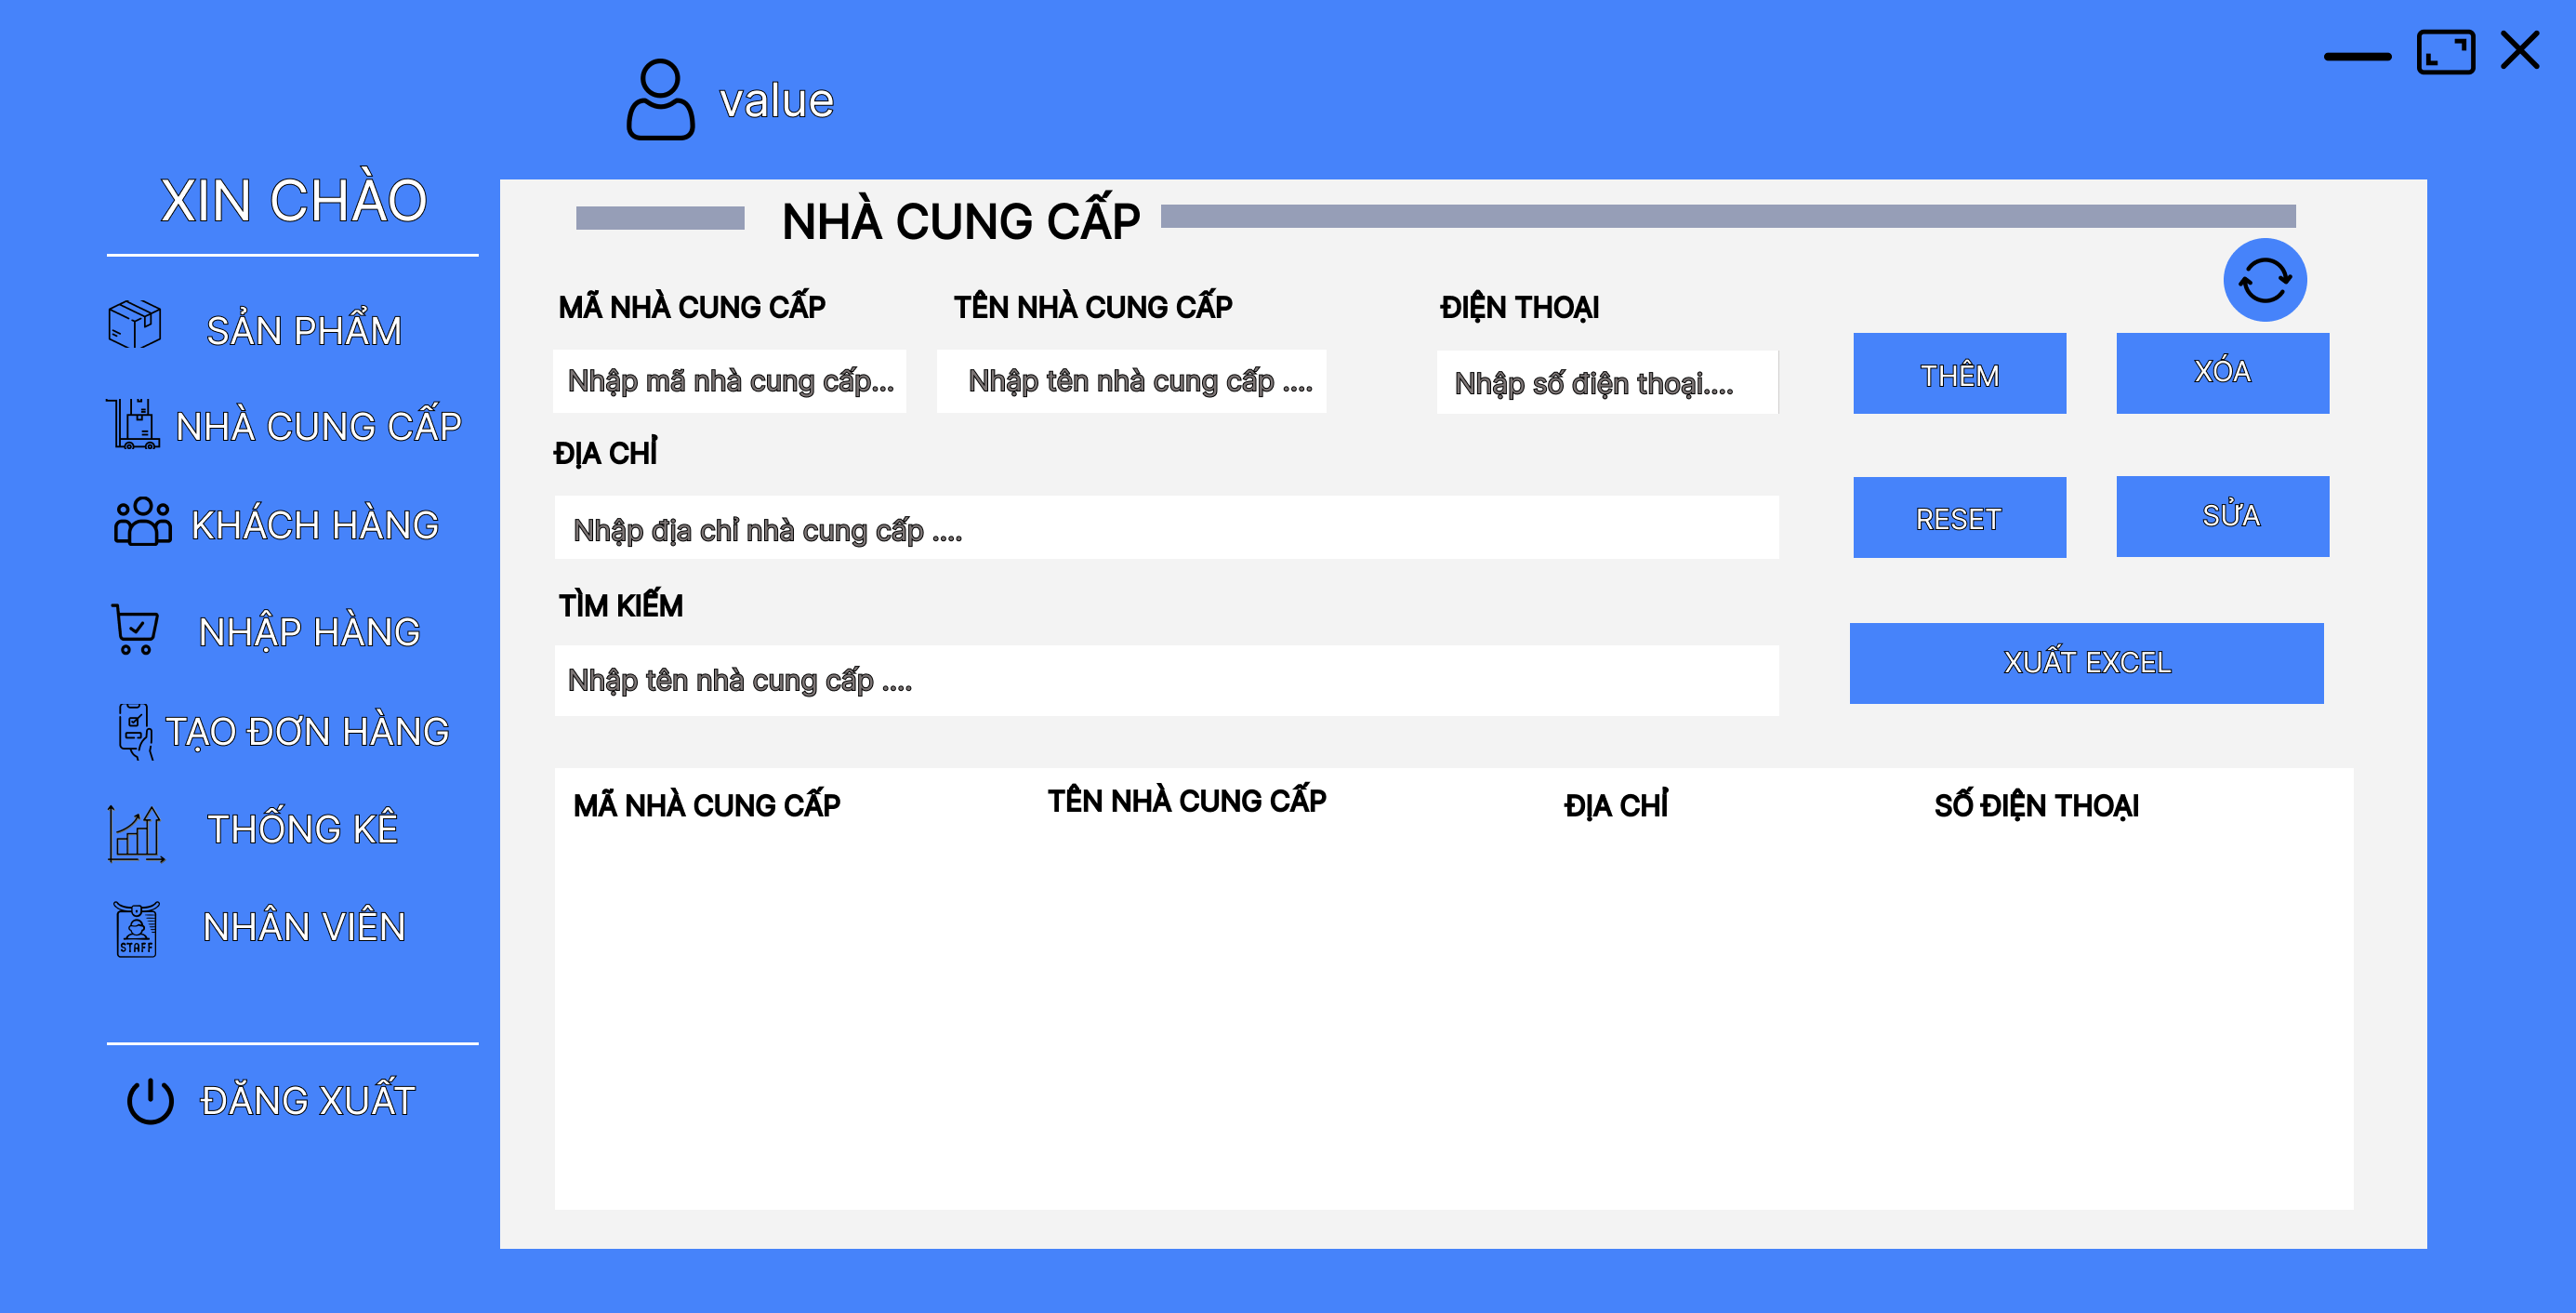 value
XIN CHÀO
SẢN PHẨM
NHÀ CUNG CẤP
KHÁCH HÀNG
NHẬP HÀNG
TẠO ĐƠN HÀNG
THỐNG KÊ
STAFF
NHÂN VIÊN
ĐĂNG XUẤT
NHÀ CUNG CẤP
MÃ NHÀ CUNG CẤP
TÊN NHÀ CUNG CẤP
ĐIỆN THOẠI
Nhập mã nhà cung cấp...
Nhập tên nhà cung cấp ....
Nhập số điện thoại....
THÊM
XÓA
ĐỊA CHỈ
Nhập địa chỉ nhà cung cấp ....
RESET
SỬA
TÌM KIẾM
Nhập tên nhà cung cấp ....
XUẤT EXCEL
MÃ NHÀ CUNG CẤP
TÊN NHÀ CUNG CẤP
ĐỊA CHỈ
SỐ ĐIỆN THOẠI